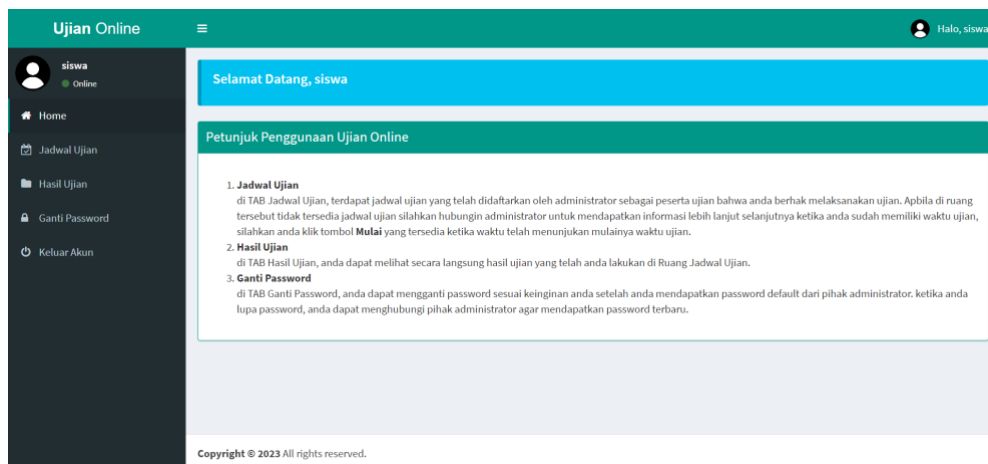 Ujian Online
Halo, siswa
siswa
Online
Home
Jadwal Ujian
Hasil Ujian
Ganti Password
Keluar Akun
Selamat Datang, siswa
Petunjuk Penggunaan Ujian Online
1. Jadwal Ujian
di TAB Jadwal Ujian, terdapat jadwal ujian yang telah didaftarkan oleh administrator sebagai peserta ujian bahwa anda berhak melaksanakan ujian. Apbila di ruang
tersebut tidak tersedia jadwal ujian silahkan hubungin administrator untuk mendapatkan informasi lebih lanjut selanjutnya ketika anda sudah memiliki waktu ujian,
silahkan anda klik tombol Mulai yang tersedia ketika waktu telah menunjukan mulainya waktu ujian.
2. Hasil Ujian
di TAB Hasil Ujian, anda dapat melihat secara langsung hasil ujian yang telah anda lakukan di Ruang Jadwal Ujian.
3. Ganti Password
di TAB Ganti Password, anda dapat mengganti password sesuai keinginan anda setelah anda mendapatkan password default dari pihak administrator. ketika anda
lupa password, anda dapat menghubungi pihak administrator agar mendapatkan password terbaru.
Copyright © 2023 All rights reserved.